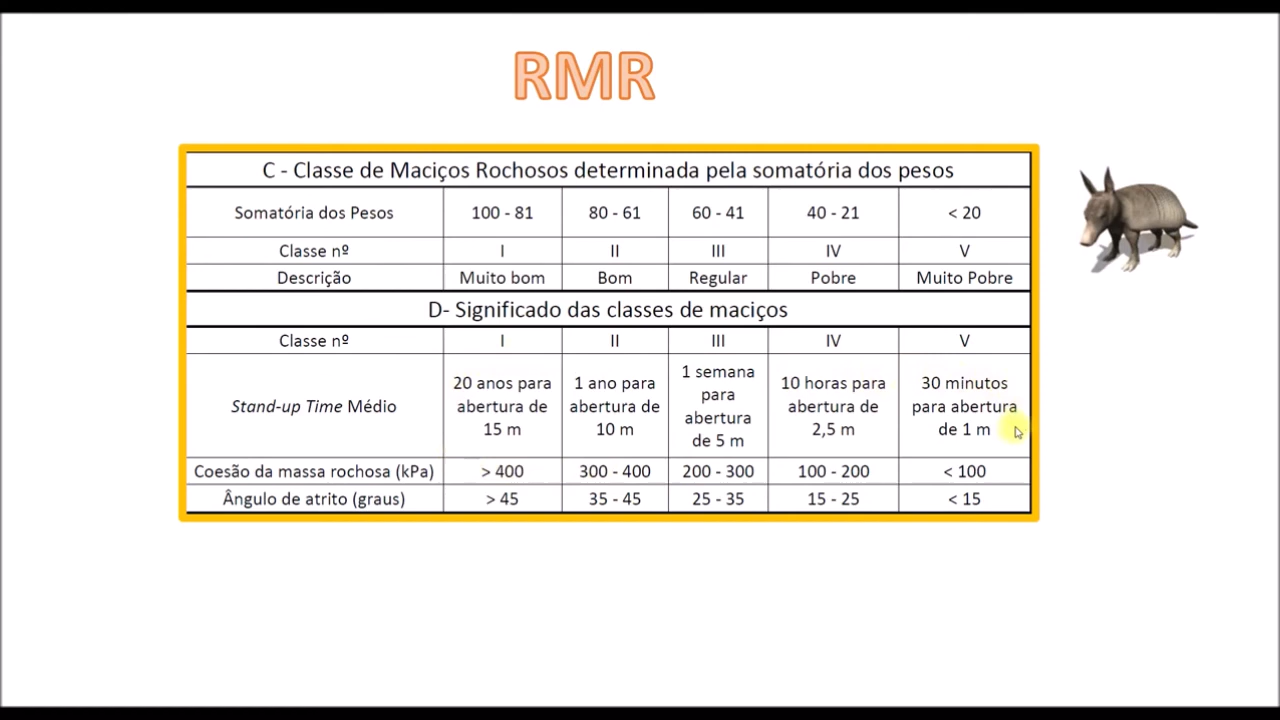 RMR
C - Classe de Maciços Rochosos determinada pela somatória dos pesos
Somatória dos Pesos 100 - 81 80 - 61 60 - 41 40 - 21 < 20
Classe nº I II III IV V
Descrição Muito bom Bom Regular Pobre Muito Pobre
D- Significado das classes de maciços
Classe nº I II III IV V
Stand-up Time Médio
20 anos para
abertura de
15 m
1 ano para
abertura de
10 m
1 semana
para
abertura
de 5 m
10 horas para
abertura de
2,5 m
30 minutos
para abertura
de 1 m
Coesão da massa rochosa (kPa) > 400 300 - 400 200 - 300 100 - 200 < 100
Ângulo de atrito (graus) > 45 35 - 45 25 - 35 15 - 25 < 15